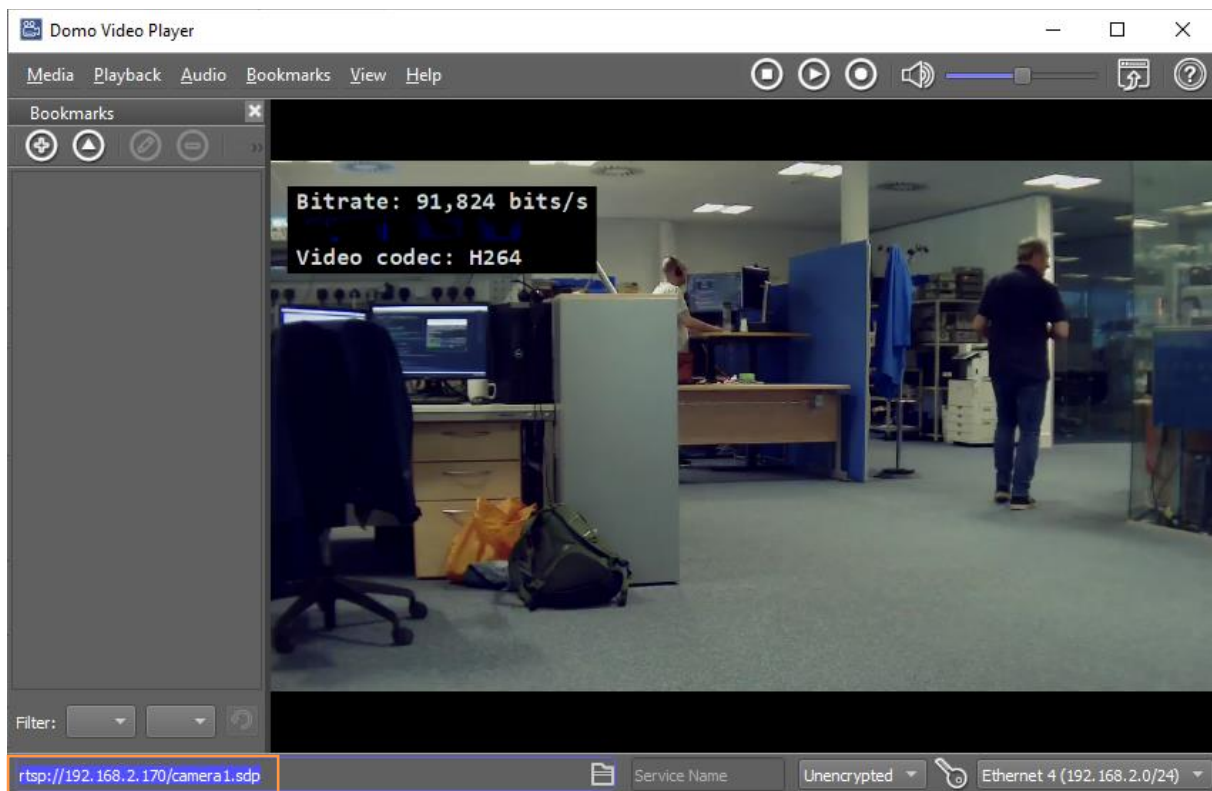 Domo Video Player
Media Playback Audio Bookmarks View Help
Bookmarks
Bitrate: 91,824 bits/s
Video codec: H264
Filter:
rtsp://192.168.2.170/camera1.sdp
Service Name
Unencrypted
Ethernet 4 (192.168.2.0/24)